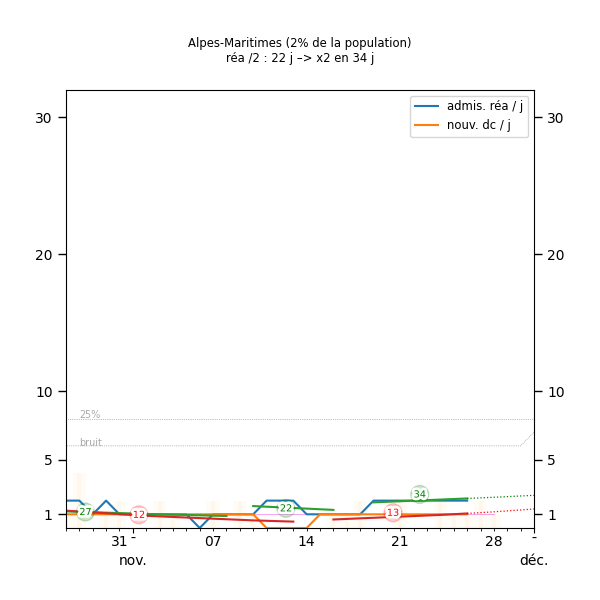 Alpes-Maritimes (2% de la population)
réa /2 : 22 j –> x2 en 34 j
admis. réa / j
nouv. dc / j
30 30
20 20
10 10
25%
bruit
5 5
34
27 12 22 13
1 1
31 07 14 21 28
nov. déc.